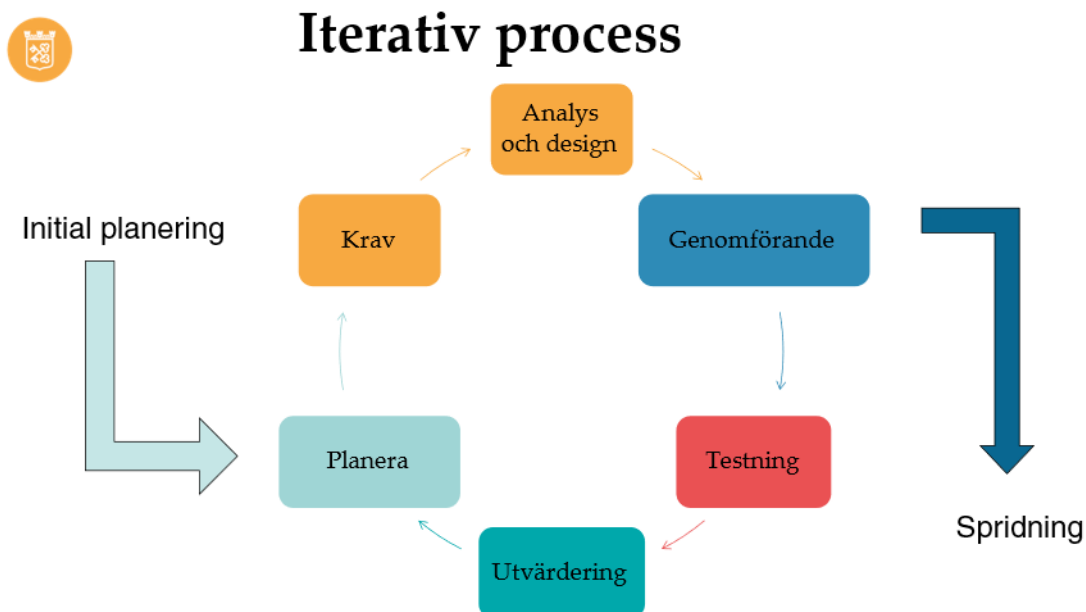 Iterativ process
Analys
och design
Initial planering
Krav
Genomförande
Planera
Testning
Spridning
Utvärdering